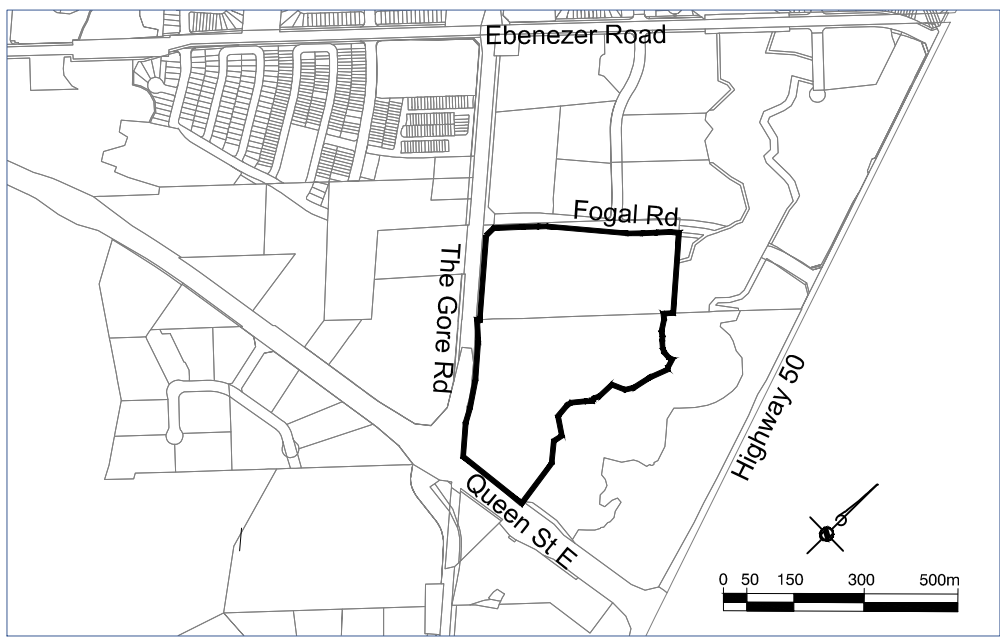 Ebenezer Road
Fogal Rd
The Gore Rd
Highway 50
Queen St E
0 50 150 300 500m